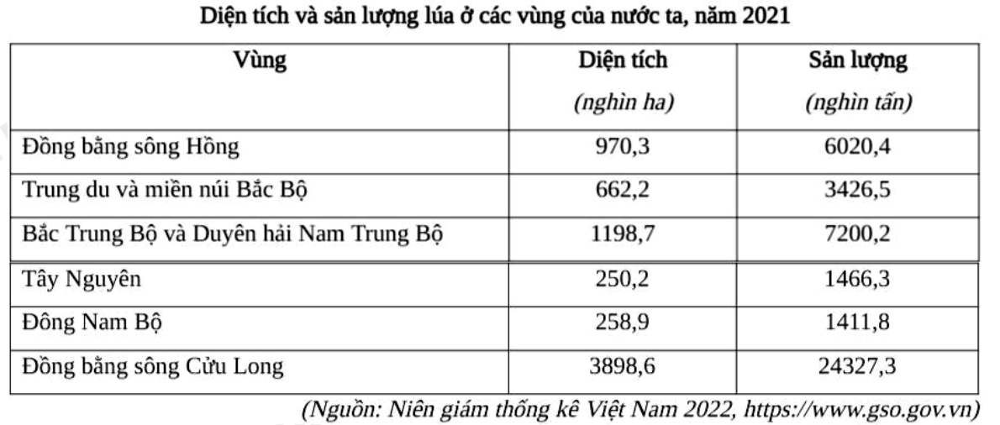 Diện tích và sản lượng lúa ở các vùng của nước ta, năm 2021
Vùng Diện tích Sản lượng
(nghìn ha) (nghìn tấn)
Đồng bằng sông Hồng 970,3 6020,4
Trung du và miền núi Bắc Bộ 662,2 3426,5
Bắc Trung Bộ và Duyên hải Nam Trung Bộ 1198,7 7200,2
Tây Nguyên 250,2 1466,3
Đông Nam Bộ 258,9 1411,8
Đồng bằng sông Cửu Long 3898,6 24327,3
(Nguồn: Niên giám thống kê Việt Nam 2022, https://www.gso.gov.vn)